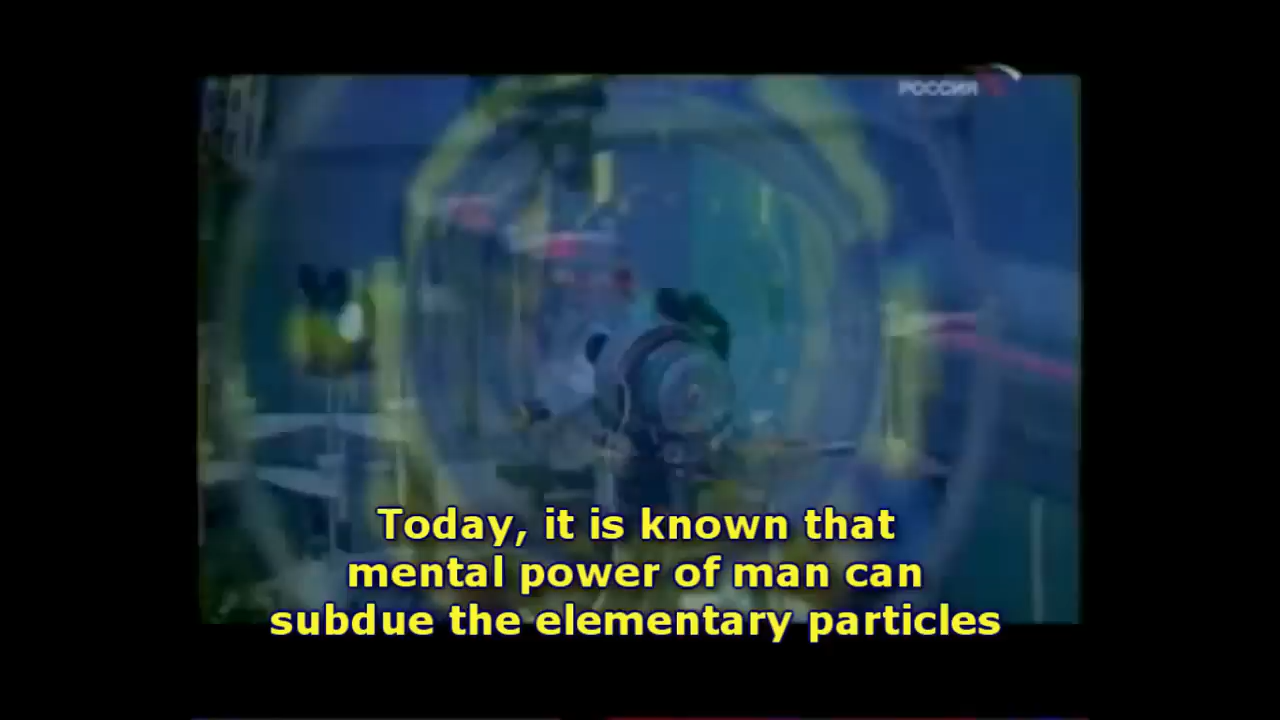 РОССИЯ
Today, it is known that
mental power of man can
subdue the elementary particles